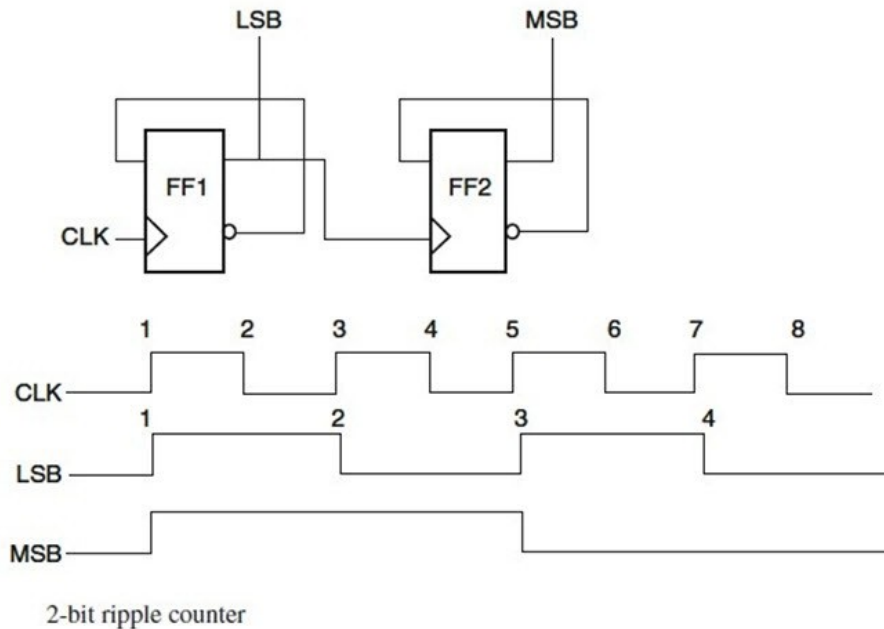 LSB MSB
FF1 FF2
CLK
1 2 3 4 5 6 7 8
CLK
1 2 3 4
LSB
MSB
2-bit ripple counter